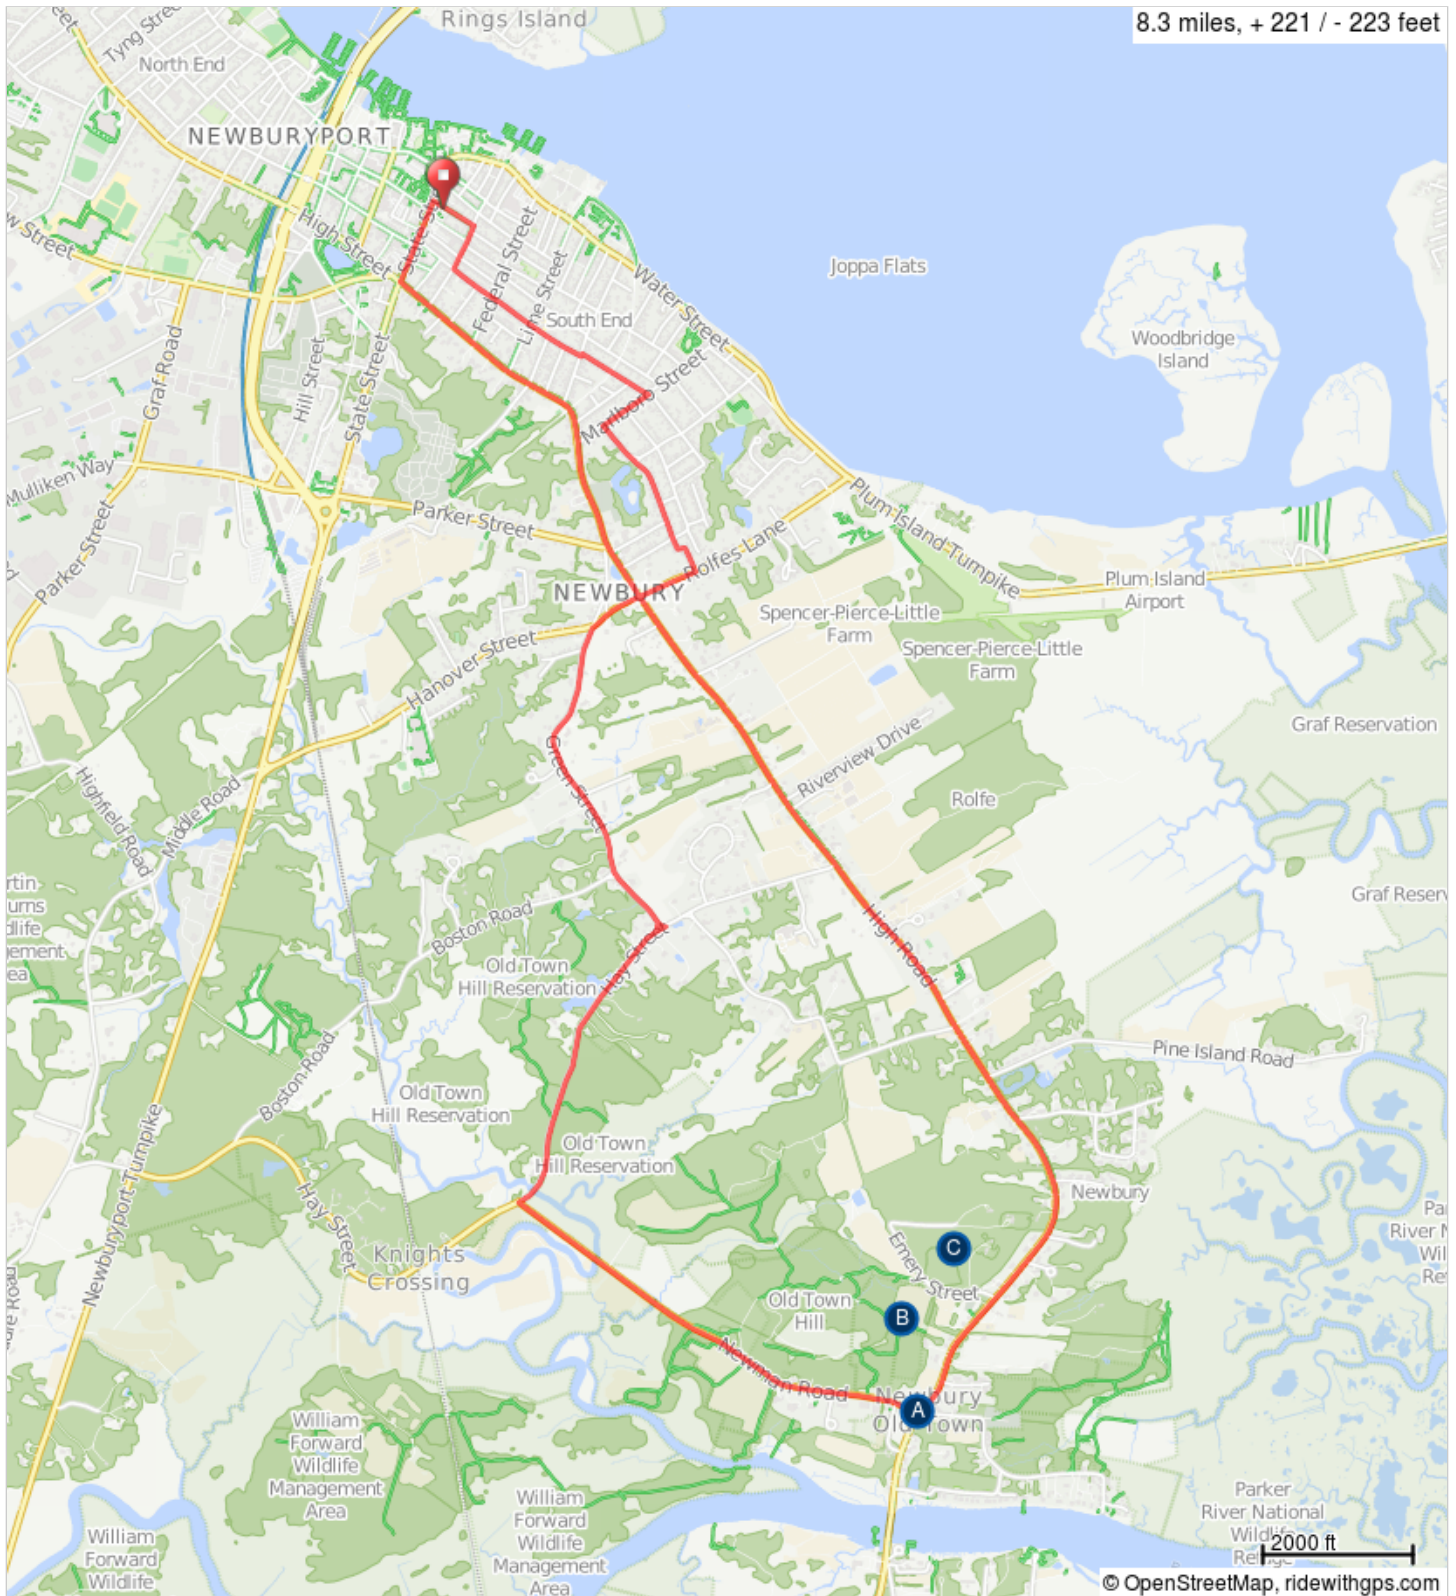 Rings Island
8.3 miles, + 221 / - 223 feet
Tyng Street
North End
NEWBURYPORT
High Street
State Street
Federal Street
Lime Street
South End
Water Street
Joppa Flats
Woodbridge
Island
Graf Road
Hill Street
State Street
Marlboro Street
Mulliken Way
Parker Street
Parker Street
Rolfes Lane
Plum Island Turnpike
NEWBURY
Plum Island
Airport
Spencer-Pierce-Little
Farm
Spencer-Pierce-Little
Farm
Hanover Street
Graf Reservation
Green Street
Riverview Drive
Rolfe
Highfield Road
Middle Road
Graf Reserv
rtin
urns
dlife
gement
ea
Boston Road
High Road
Old Town
Hill Reservation
Hay Street
Boston Road
Pine Island Road
Old Town
Hill Reservation
Old Town
Hill Reservation
Newburyport Turnpike
Hay Street
Newbury
Knights
Crossing
C
Emery Street
Old Town
Hill
B
Newman Road
Newbury
Old Town
A
William
Forward
Wildlife
Management
Area
William
Forward
Wildlife
Management
Area
William
Forward
Wildlife
Parker
River National
Wildlife
Refuge
2000 ft
© OpenStreetMap, ridewithgps.com